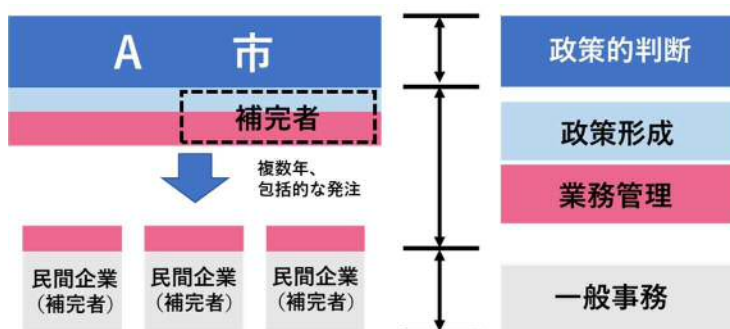 A 市
補完者
複数年、
包括的な発注
民間企業
(補完者)
民間企業
(補完者)
民間企業
(補完者)
政策的判断
政策形成
業務管理
一般事務